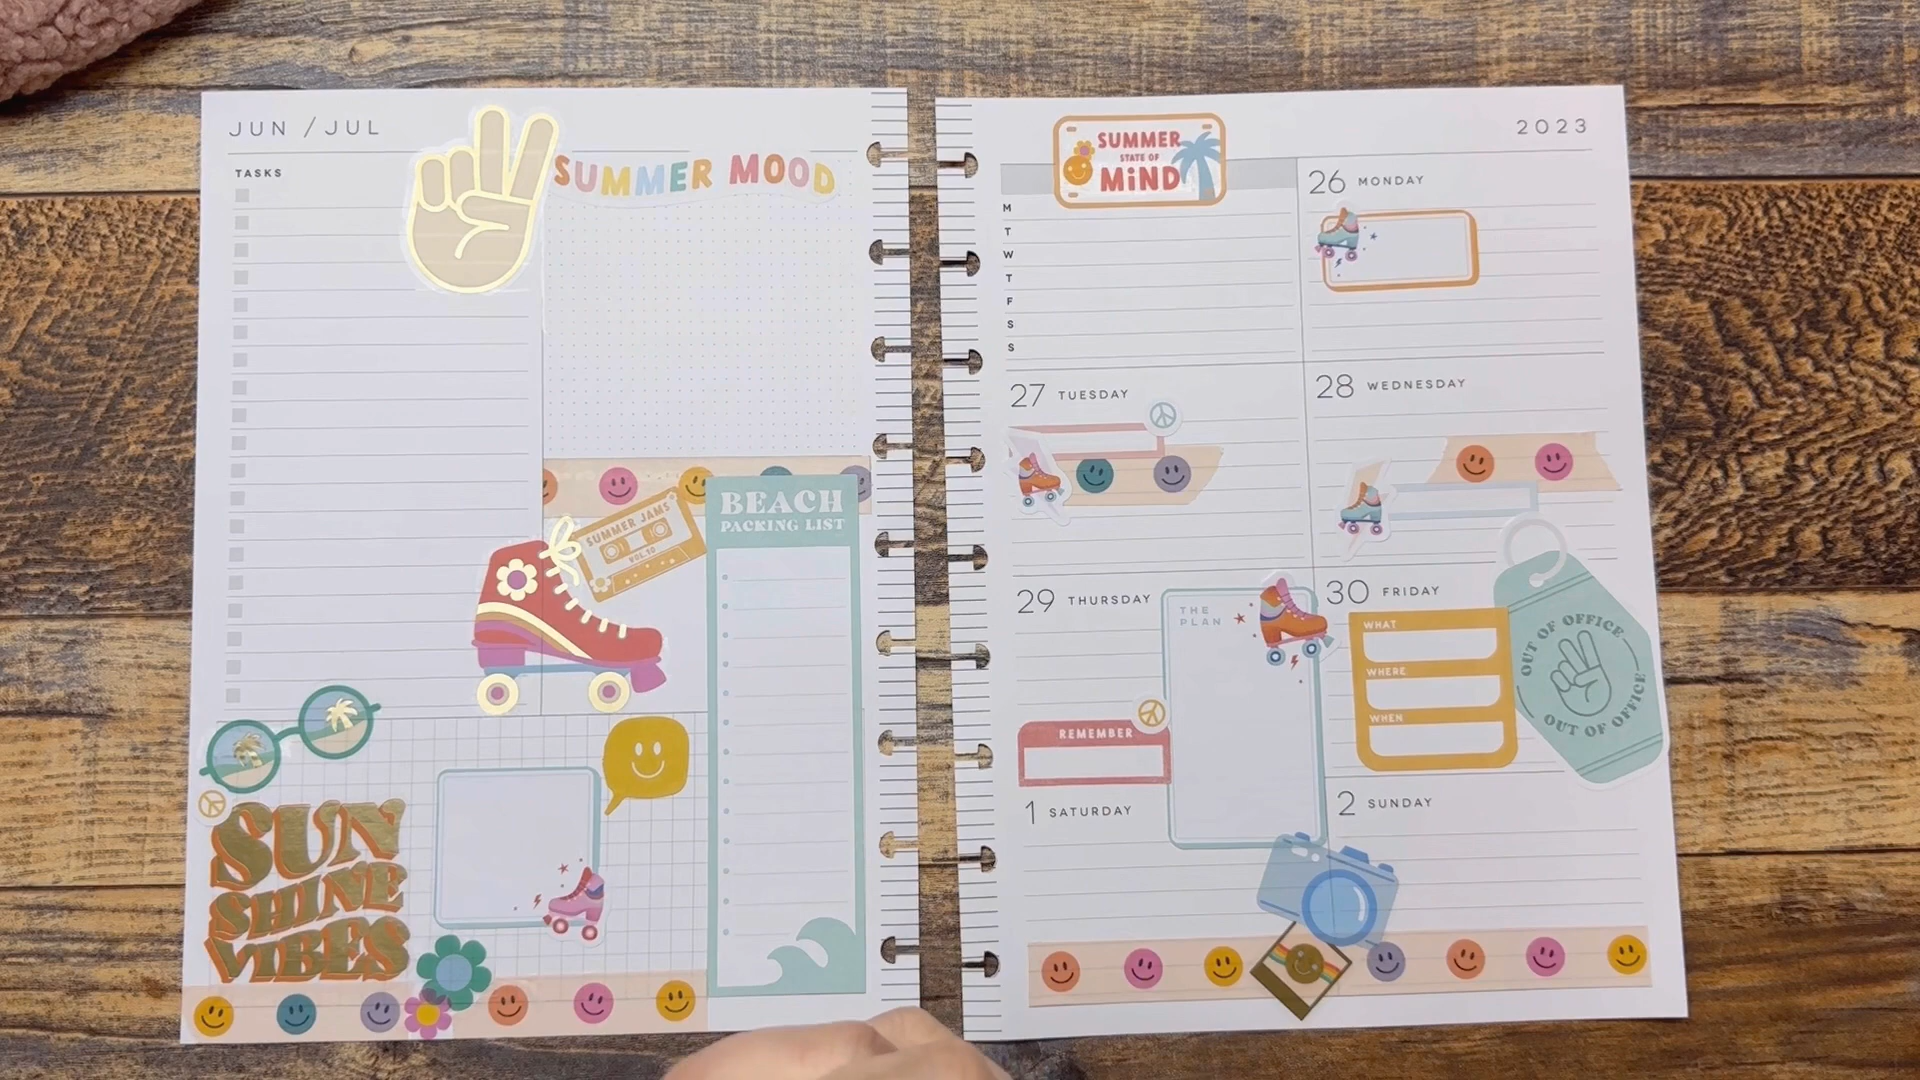 JUN / JUL
TASKS
SUMMER MOOD
SUMMER JAMS
VOL.10
BEACH
PACKING LIST
SUN
SHINE
VIBES
SUMMER
STATE OF
MiND
2023
M
T
W
T
F
S
S
26 MONDAY
27 TUESDAY
28 WEDNESDAY
29 THURSDAY
THE
PLAN
REMEMBER
30 FRIDAY
WHAT
WHERE
WHEN
OUT OF OFFICE
OUT OF OFFICE
1 SATURDAY
2 SUNDAY